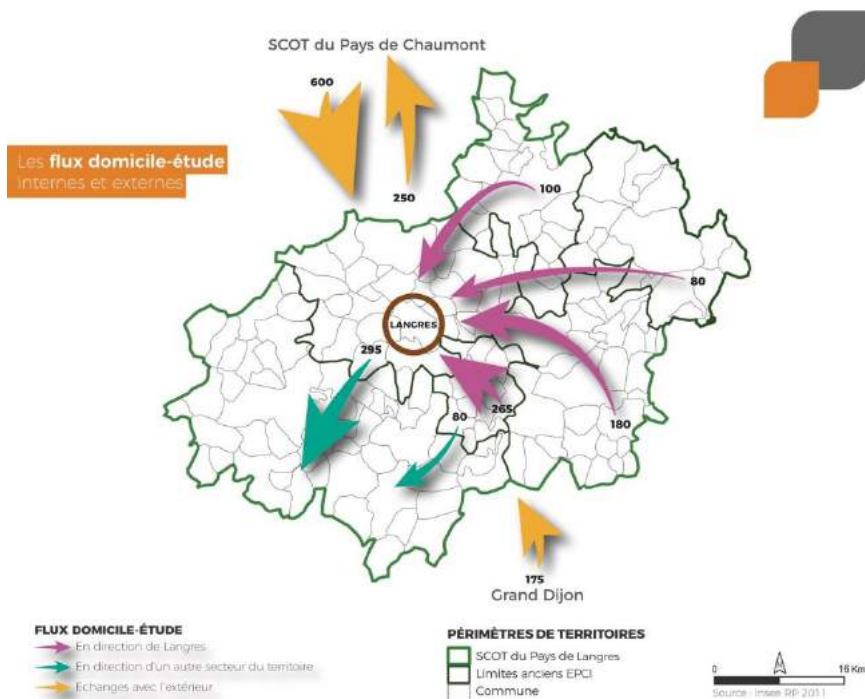 SCOT du Pays de Chaumont
600
Les flux domicile-étude
internes et externes
250
100
80
LANGRES
295
80
265
180
175
Grand Dijon
FLUX DOMICILE-ÉTUDE
En direction de Langres
En direction d'un autre secteur du territoire
Echanges avec l'extérieur
PÉRIMÈTRES DE TERRITOIRES
SCOT du Pays de Langres
Limites anciens EPCI
Commune
N
0 16 Km
Source : Insee RP 2011